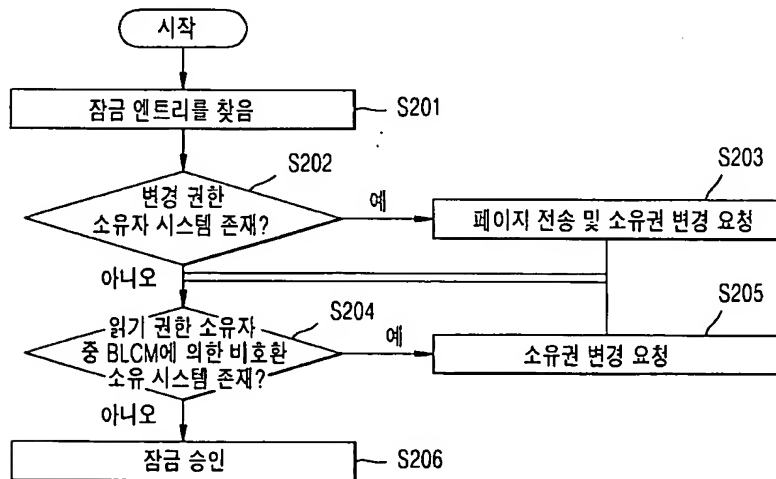 시작
잠금 엔트리를 찾음
S201
S202
변경 권한
소유자 시스템 존재?
예
S203
페이지 전송 및 소유권 변경 요청
아니오
S204
읽기 권한 소유자
중 BLCM에 의한 비호환
소유 시스템 존재?
예
S205
소유권 변경 요청
아니오
잠금 승인
S206